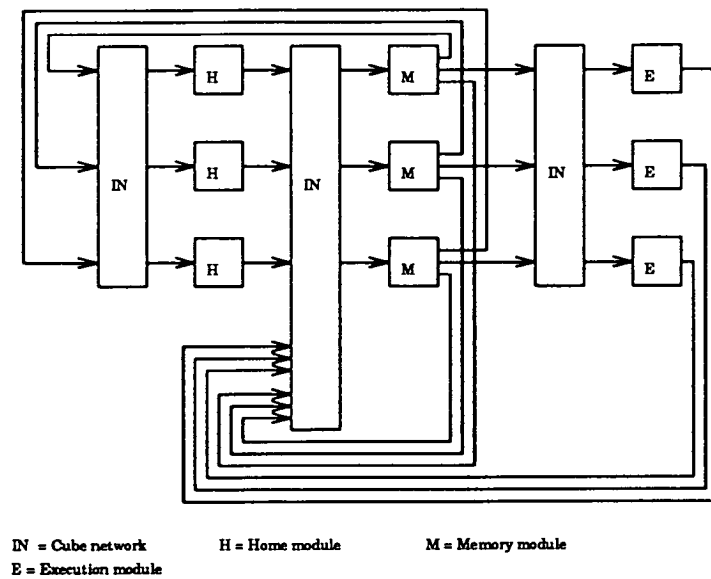 H
M
E
IN
H
IN
M
IN
E
H
M
E
IN = Cube network
H = Home module
M = Memory module
E = Execution module